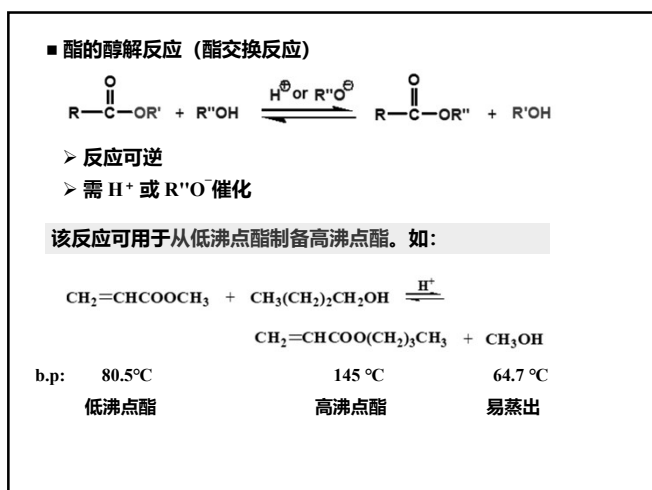 ■ 酯的醇解反应（酯交换反应）
O O
R—C—OR' + R''OH H⊕ or R''O⊖ R—C—OR'' + R'OH
➢ 反应可逆
➢ 需 H⁺ 或 R''O⁻催化
该反应可用于从低沸点酯制备高沸点酯。如：
CH₂=CHCOOCH₃ + CH₃(CH₂)₂CH₂OH H⁺ ⇌
CH₂=CHCOO(CH₂)₃CH₃ + CH₃OH
b.p: 80.5℃ 145 ℃ 64.7 ℃
低沸点酯 高沸点酯 易蒸出